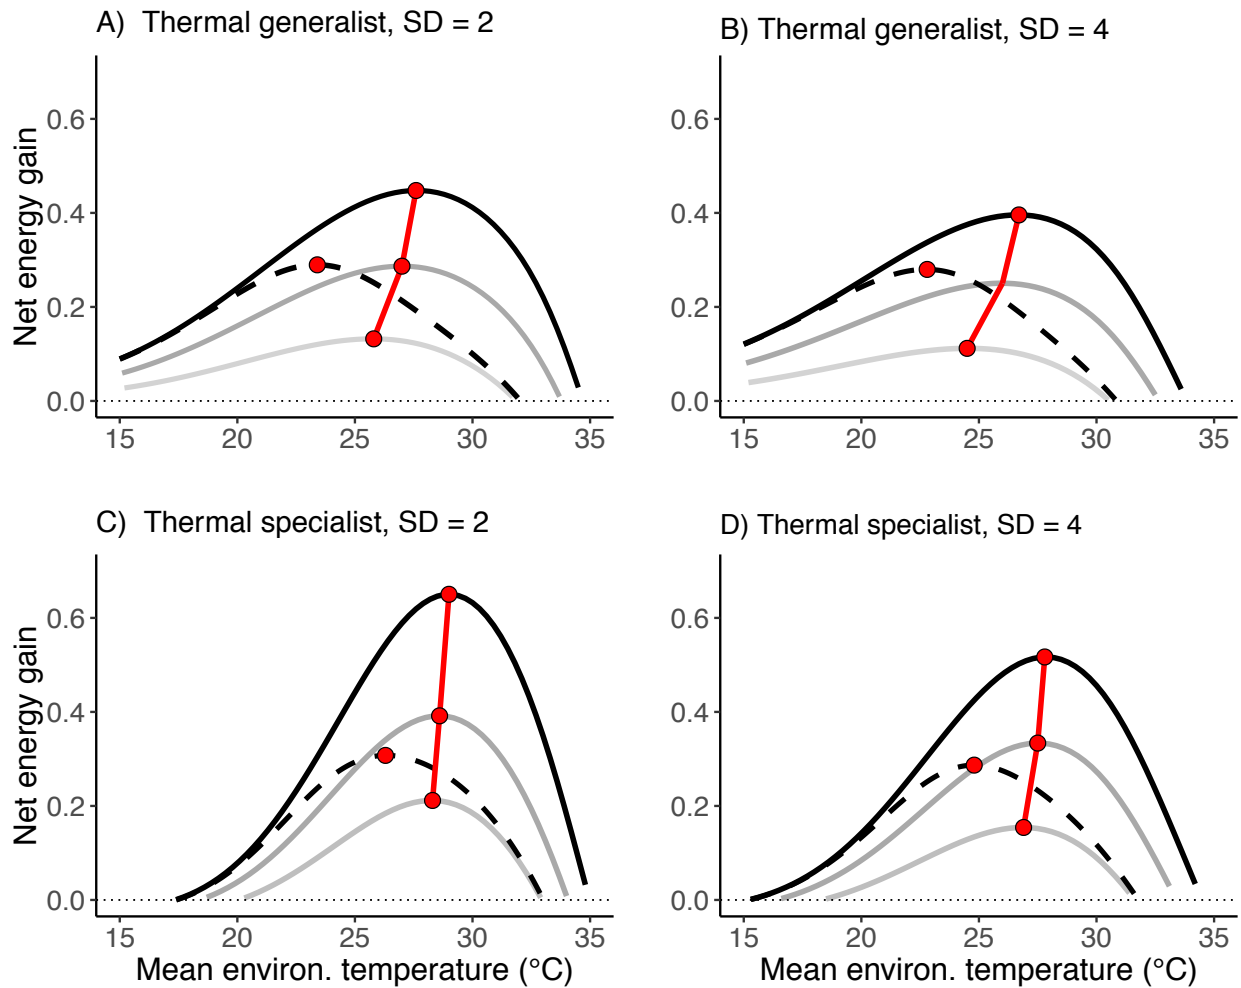 A)  Thermal generalist, SD = 2
B) Thermal generalist, SD = 4
Net energy gain
0.6
0.4
0.2
0.0
15 20 25 30 35
0.6
0.4
0.2
0.0
15 20 25 30 35
C)  Thermal specialist, SD = 2
D) Thermal specialist, SD = 4
Net energy gain
0.6
0.4
0.2
0.0
15 20 25 30 35
Mean environ. temperature (°C)
0.6
0.4
0.2
0.0
15 20 25 30 35
Mean environ. temperature (°C)